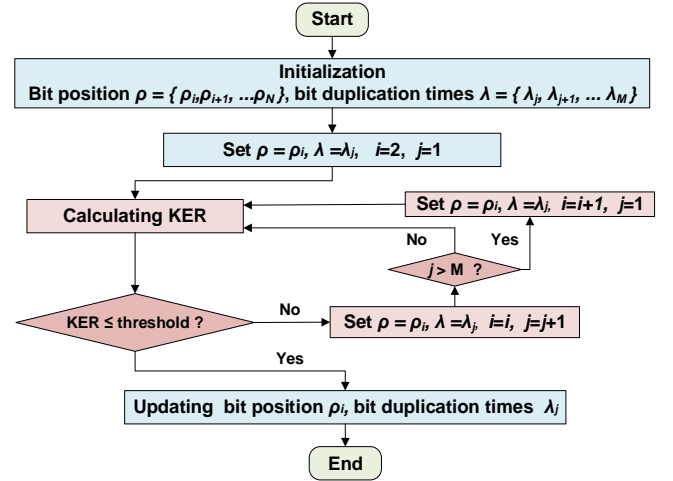 Start
Initialization
Bit position ρ = { ρi,ρi+1, ...ρN}, bit duplication times λ = { λj, λj+1, ... λM }
Set ρ = ρi, λ =λj, i=2, j=1
Calculating KER
Set ρ = ρi, λ =λj, i=i+1, j=1
No
Yes
j > M ?
KER ≤ threshold ?
No
Set ρ = ρi, λ =λj, i=i, j=j+1
Yes
Updating bit position ρi, bit duplication times λj
End